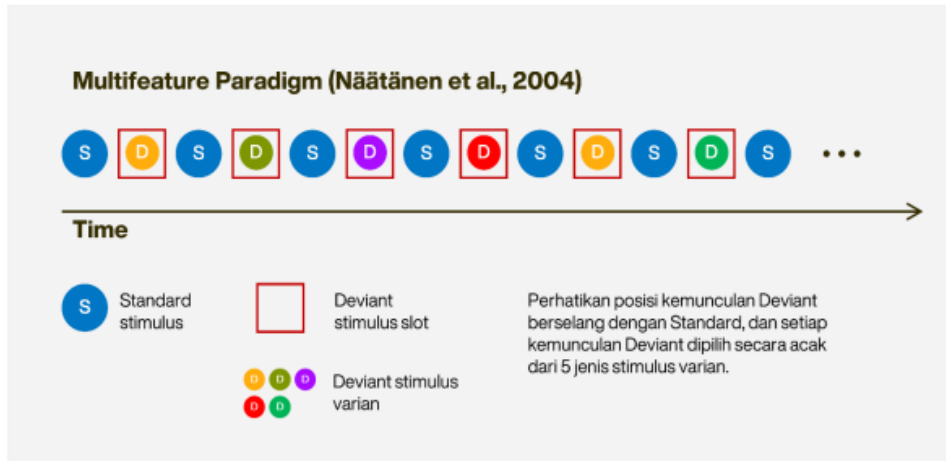 Multifeature Paradigm (Näätänen et al., 2004)
S D S D S D S D S D S D S •••
Time
S
Standard
stimulus
Deviant
stimulus slot
Perhatikan posisi kemunculan Deviant
berselang dengan Standard, dan setiap
kemunculan Deviant dipilih secara acak
dari 5 jenis stimulus varian.
D D D
D D
Deviant stimulus
varian